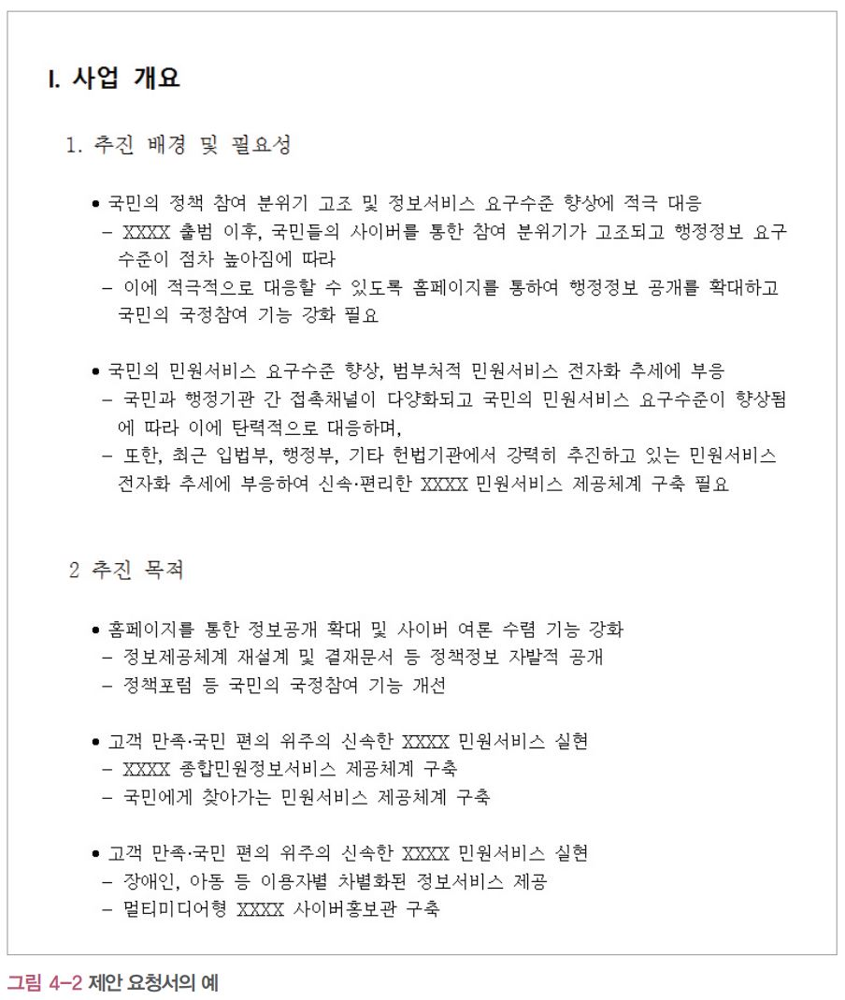 I. 사업 개요
1. 추진 배경 및 필요성
• 국민의 정책 참여 분위기 고조 및 정보서비스 요구수준 향상에 적극 대응
- XXXX 출범 이후, 국민들의 사이버를 통한 참여 분위기가 고조되고 행정정보 요구
수준이 점차 높아짐에 따라
- 이에 적극적으로 대응할 수 있도록 홈페이지를 통하여 행정정보 공개를 확대하고
국민의 국정참여 기능 강화 필요
• 국민의 민원서비스 요구수준 향상, 범부처적 민원서비스 전자화 추세에 부응
- 국민과 행정기관 간 접촉채널이 다양화되고 국민의 민원서비스 요구수준이 향상됨
에 따라 이에 탄력적으로 대응하며,
- 또한, 최근 입법부, 행정부, 기타 헌법기관에서 강력히 추진하고 있는 민원서비스
전자화 추세에 부응하여 신속·편리한 XXXX 민원서비스 제공체계 구축 필요
2 추진 목적
• 홈페이지를 통한 정보공개 확대 및 사이버 여론 수렴 기능 강화
- 정보제공체계 재설계 및 결재문서 등 정책정보 자발적 공개
- 정책포럼 등 국민의 국정참여 기능 개선
• 고객 만족·국민 편의 위주의 신속한 XXXX 민원서비스 실현
- XXXX 종합민원정보서비스 제공체계 구축
- 국민에게 찾아가는 민원서비스 제공체계 구축
• 고객 만족·국민 편의 위주의 신속한 XXXX 민원서비스 실현
- 장애인, 아동 등 이용자별 차별화된 정보서비스 제공
- 멀티미디어형 XXXX 사이버홍보관 구축
그림 4-2 제안 요청서의 예